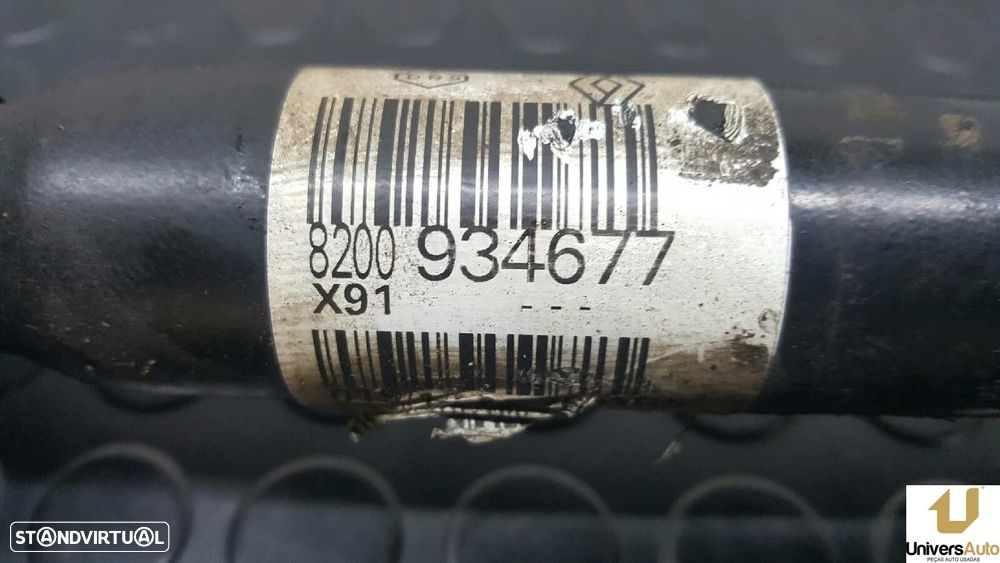 8200 934677
X91 - - -
STANDVIRTUAL
UniversAuto
PEÇAS AUTO USADAS